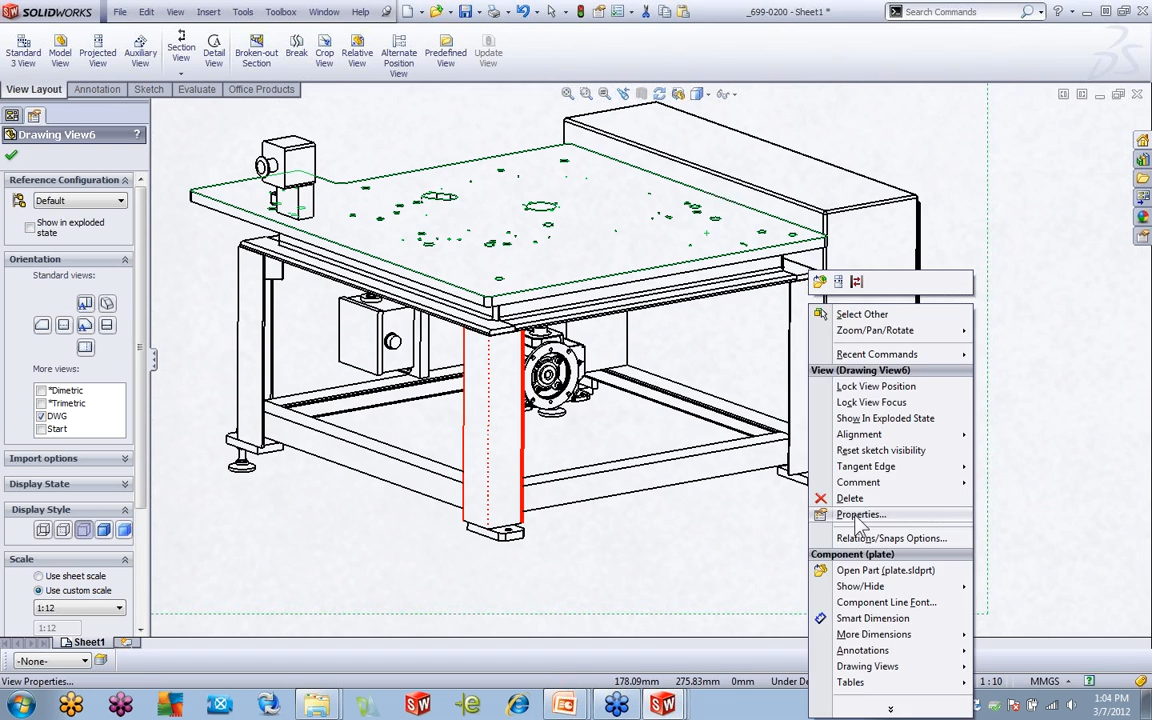 SOLIDWORKS File Edit View Insert Tools Toolbox Window Help _699-0200 - Sheet1 * Search Commands
Standard 3 View
Model View
Projected View
Auxiliary View
Section View
Detail View
Broken-out Section
Break
Crop View
Relative View
Alternate Position View
Predefined View
Update View
View Layout Annotation Sketch Evaluate Office Products
Drawing View6 ?
Reference Configuration
Default
Show in exploded
state
Orientation
Standard views:
More views:
*Dimetric
*Trimetric
DWG
Start
Import options
Display State
Display Style
Scale
Use sheet scale
Use custom scale
1:12
1:12
Select Other
Zoom/Pan/Rotate
Recent Commands
View (Drawing View6)
Lock View Position
Lock View Focus
Show In Exploded State
Alignment
Reset sketch visibility
Tangent Edge
Comment
Delete
Properties...
Relations/Snaps Options...
Component (plate)
Open Part (plate.sldprt)
Show/Hide
Component Line Font...
Smart Dimension
More Dimensions
Annotations
Drawing Views
Tables
Sheet1
-None-
View Properties... 178.09mm 275.83mm 0mm Under De 1 : 10 MMGS
1:04 PM
3/7/2012